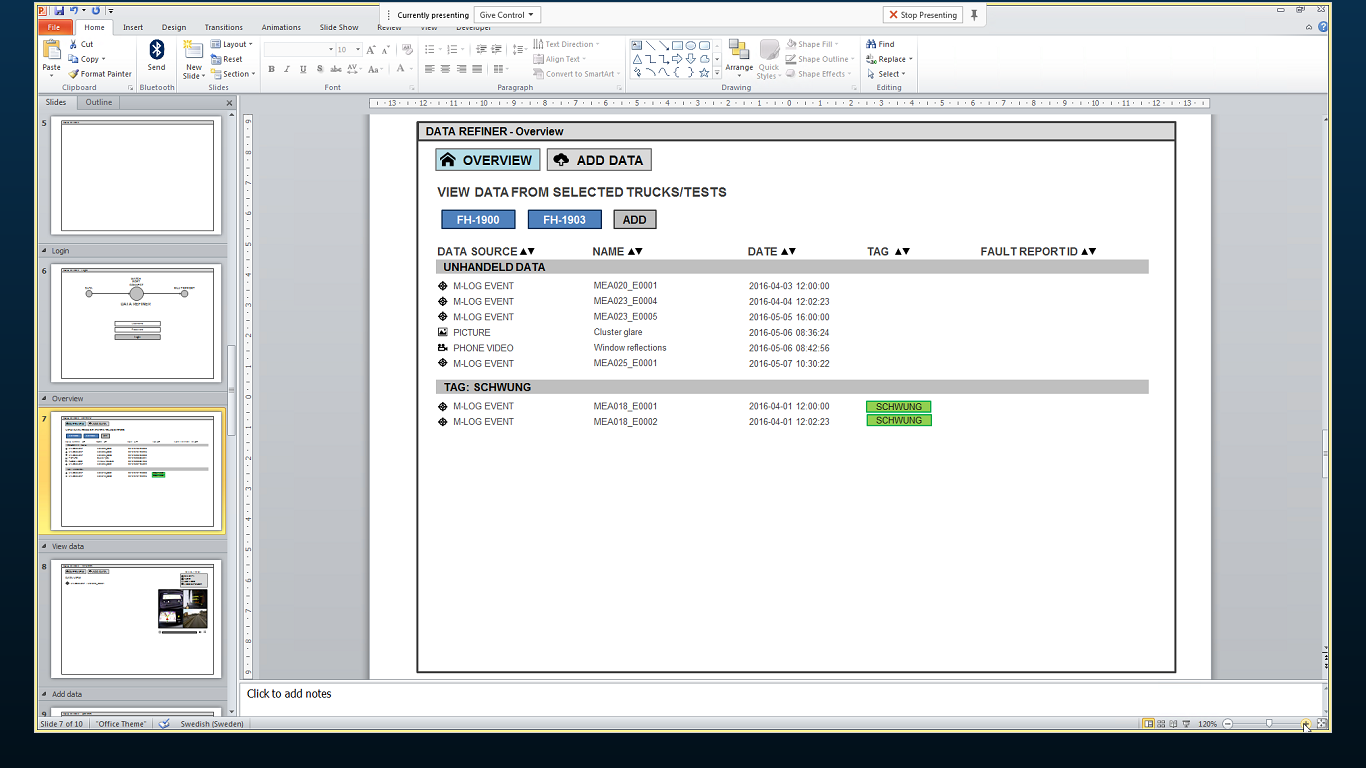 Currently presenting
Give Control
Stop Presenting
File
Home
Insert
Design
Transitions
Animations
Slide Show
Review
View
Developer
Paste
Cut
Copy
Format Painter
Clipboard
Send
Bluetooth
New Slide
Layout
Reset
Section
Slides
10
Font
Text Direction
Align Text
Convert to SmartArt
Paragraph
Arrange
Quick Styles
Shape Fill
Shape Outline
Shape Effects
Drawing
Find
Replace
Select
Editing
Slides
Outline
5
Login
6
DATA REFINER
Overview
7
View data
8
Add data
DATA REFINER - Overview
OVERVIEW
ADD DATA
VIEW DATA FROM SELECTED TRUCKS/TESTS
FH-1900
FH-1903
ADD
DATA SOURCE▲▼ NAME ▲▼ DATE ▲▼ TAG ▲▼ FAULT REPORT ID ▲▼
UNHANDELD DATA
M-LOG EVENT MEA020_E0001 2016-04-03 12:00:00
M-LOG EVENT MEA023_E0004 2016-04-04 12:02:23
M-LOG EVENT MEA023_E0005 2016-05-05 16:00:00
PICTURE Cluster glare 2016-05-06 08:36:24
PHONE VIDEO Window reflections 2016-05-06 08:42:56
M-LOG EVENT MEA025_E0001 2016-05-07 10:30:22
TAG: SCHWUNG
M-LOG EVENT MEA018_E0001 2016-04-01 12:00:00 SCHWUNG
M-LOG EVENT MEA018_E0002 2016-04-01 12:02:23 SCHWUNG
Click to add notes
Slide 7 of 10
"Office Theme"
Swedish (Sweden)
120%